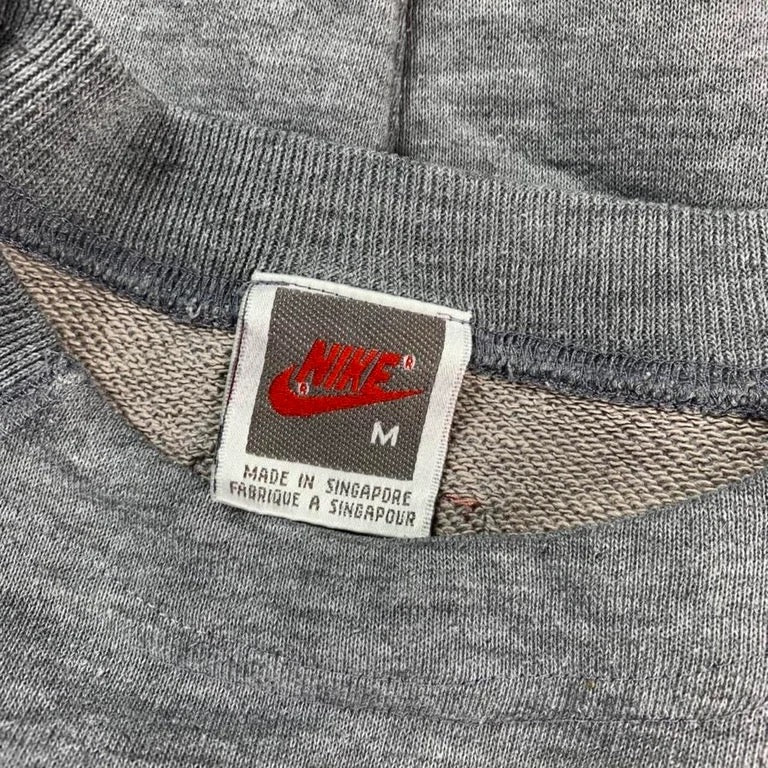 NIKE ®
®
M
MADE IN SINGAPORE
FABRIQUE A SINGAPOUR